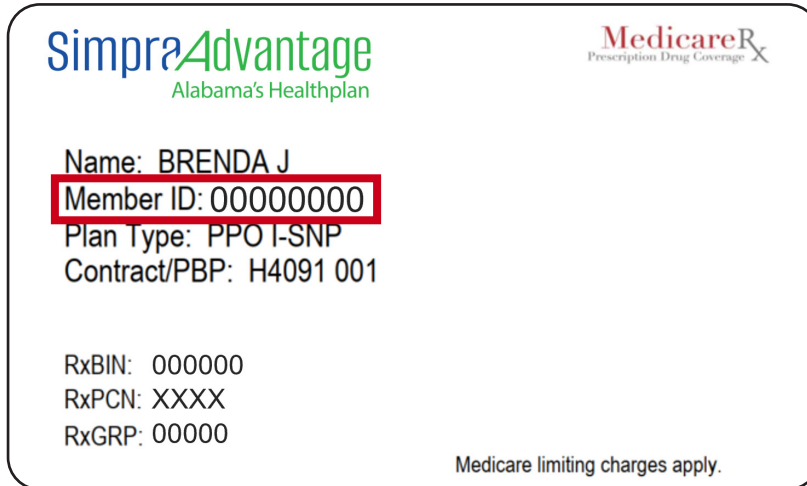 SimpraAdvantage
Alabama's Healthplan
MedicareRx
Prescription Drug Coverage
Name: BRENDA J
Member ID: 00000000
Plan Type: PPO I-SNP
Contract/PBP: H4091 001
RxBIN: 000000
RxPCN: XXXX
RxGRP: 00000
Medicare limiting charges apply.